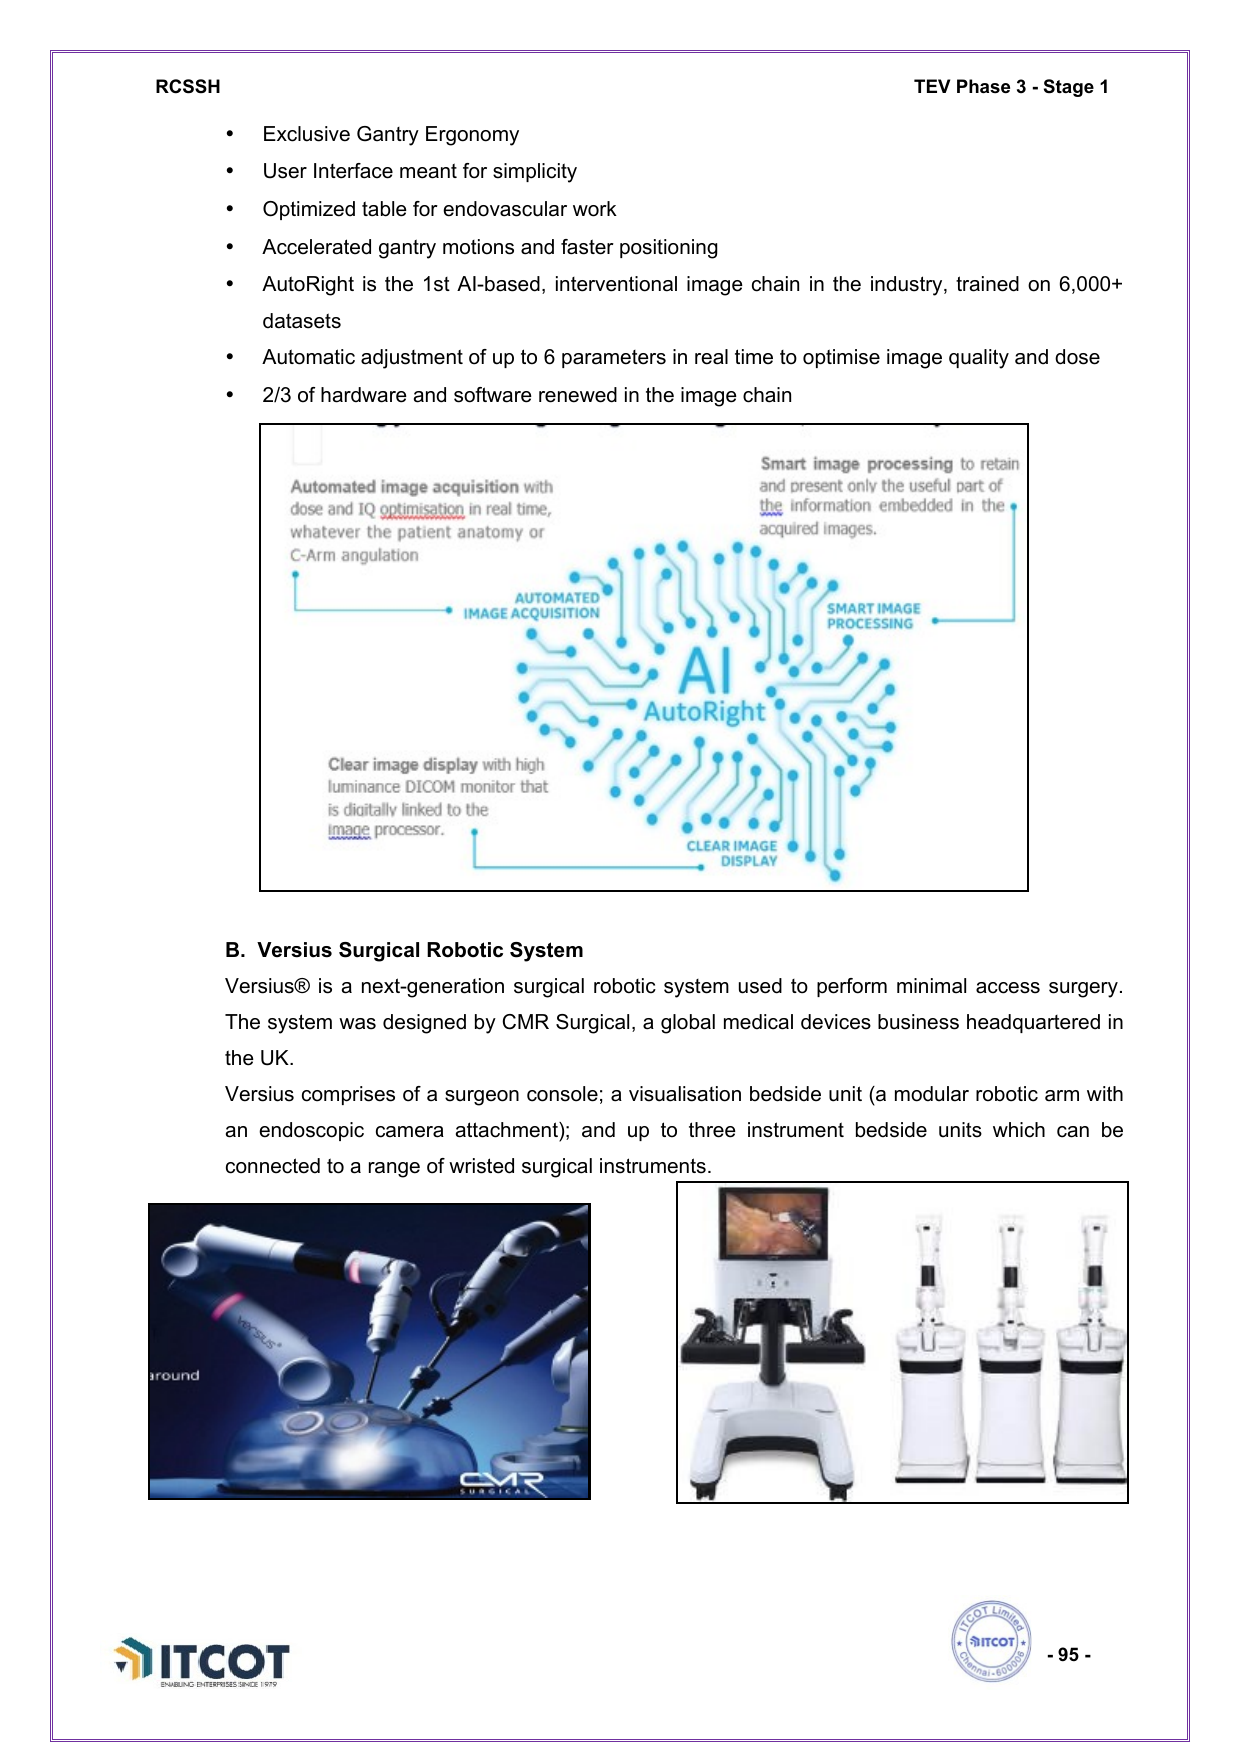 RCSSH
TEV Phase 3 - Stage 1
• Exclusive Gantry Ergonomy
• User Interface meant for simplicity
• Optimized table for endovascular work
• Accelerated gantry motions and faster positioning
• AutoRight is the 1st AI-based, interventional image chain in the industry, trained on 6,000+
datasets
• Automatic adjustment of up to 6 parameters in real time to optimise image quality and dose
• 2/3 of hardware and software renewed in the image chain
Automated image acquisition with
dose and IQ optimisation in real time,
whatever the patient anatomy or
C-Arm angulation
Smart image processing to retain
and present only the useful part of
the information embedded in the
acquired images.
AUTOMATED
IMAGE ACQUISITION
SMART IMAGE
PROCESSING
AI
AutoRight
Clear image display with high
luminance DICOM monitor that
is digitally linked to the
image processor.
CLEAR IMAGE
DISPLAY
B. Versius Surgical Robotic System
Versius® is a next-generation surgical robotic system used to perform minimal access surgery.
The system was designed by CMR Surgical, a global medical devices business headquartered in
the UK.
Versius comprises of a surgeon console; a visualisation bedside unit (a modular robotic arm with
an endoscopic camera attachment); and up to three instrument bedside units which can be
connected to a range of wristed surgical instruments.
versius®
around
CMR
SURGICAL
ITCOT
ENABLING ENTERPRISES SINCE 1979
ITCOT Limited
ITCOT
Chennai-600006
- 95 -